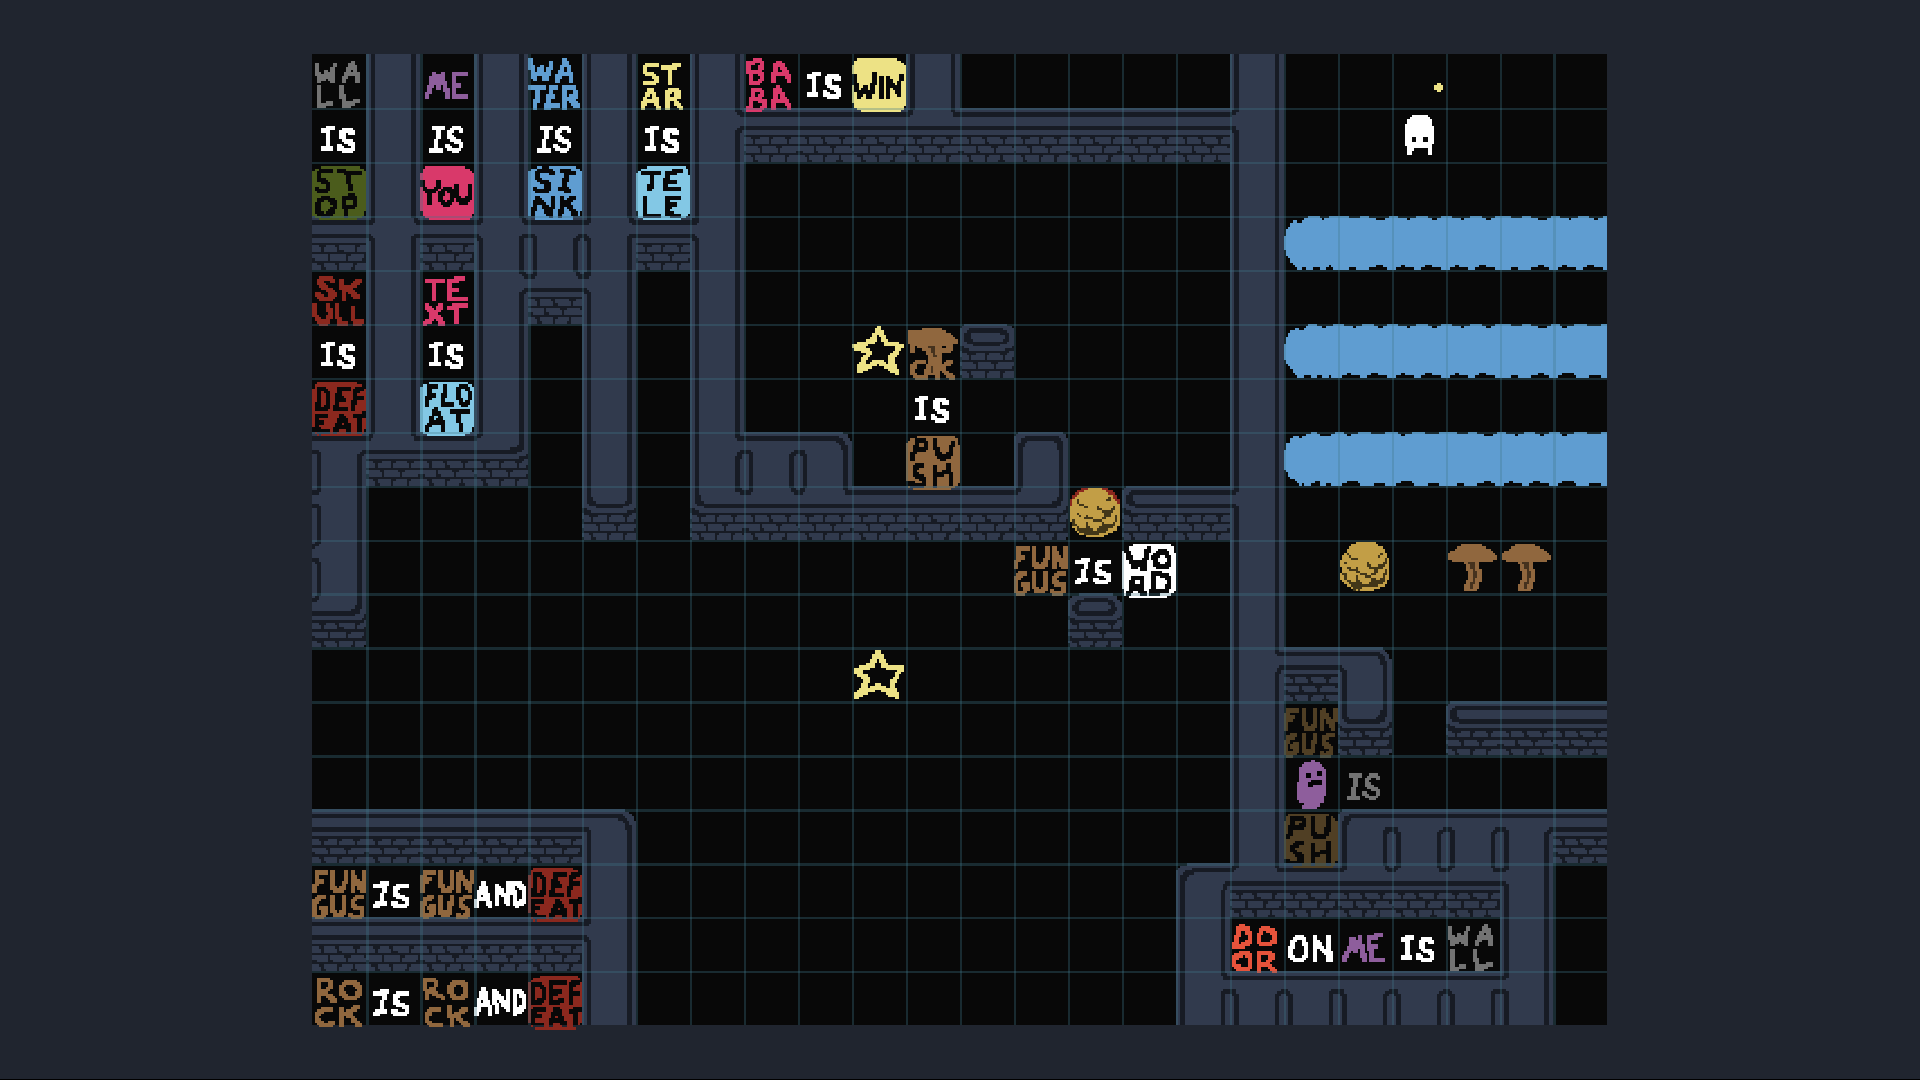 WALL IS STOP
ME IS YOU
WATER IS SINK
STAR IS TELE
BABA IS WIN
SKULL IS DEFEAT
TEXT IS FLOAT
IS PUSH
FUNGUS IS WORD
FUNGUS
IS
PUSH
FUNGUS IS FUNGUS AND DEFEAT
DOOR ON ME IS WALL
ROCK IS ROCK AND DEFEAT